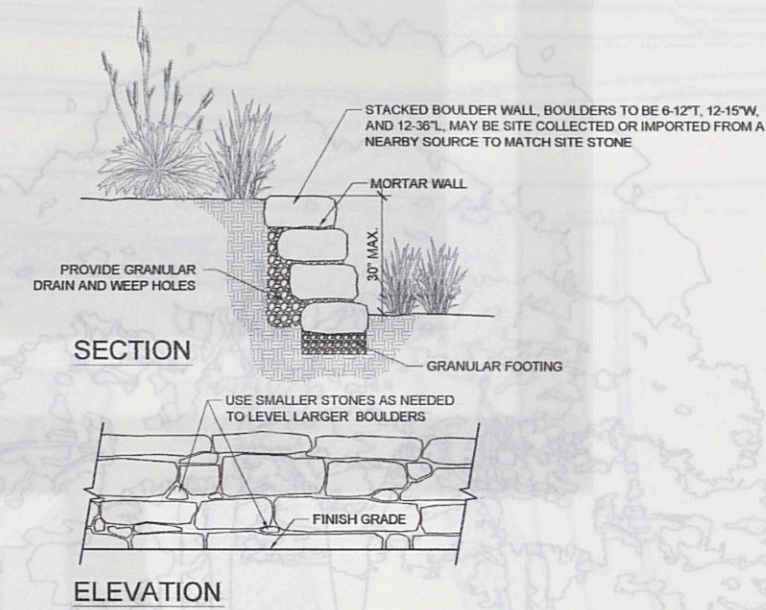 STACKED BOULDER WALL, BOULDERS TO BE 6-12"T, 12-15"W,
AND 12-36"L, MAY BE SITE COLLECTED OR IMPORTED FROM A
NEARBY SOURCE TO MATCH SITE STONE
MORTAR WALL
30" MAX.
PROVIDE GRANULAR
DRAIN AND WEEP HOLES
GRANULAR FOOTING
SECTION
USE SMALLER STONES AS NEEDED
TO LEVEL LARGER BOULDERS
FINISH GRADE
ELEVATION